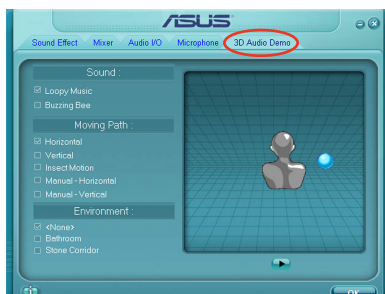 ASUS
Sound Effect Mixer Audio I/O Microphone 3D Audio Demo
Sound :
Loopy Music
Buzzing Bee
Moving Path :
Horizontal
Vertical
Insect Motion
Manual - Horizontal
Manual - Vertical
Environment :
<None>
Bathroom
Stone Corridor
OK